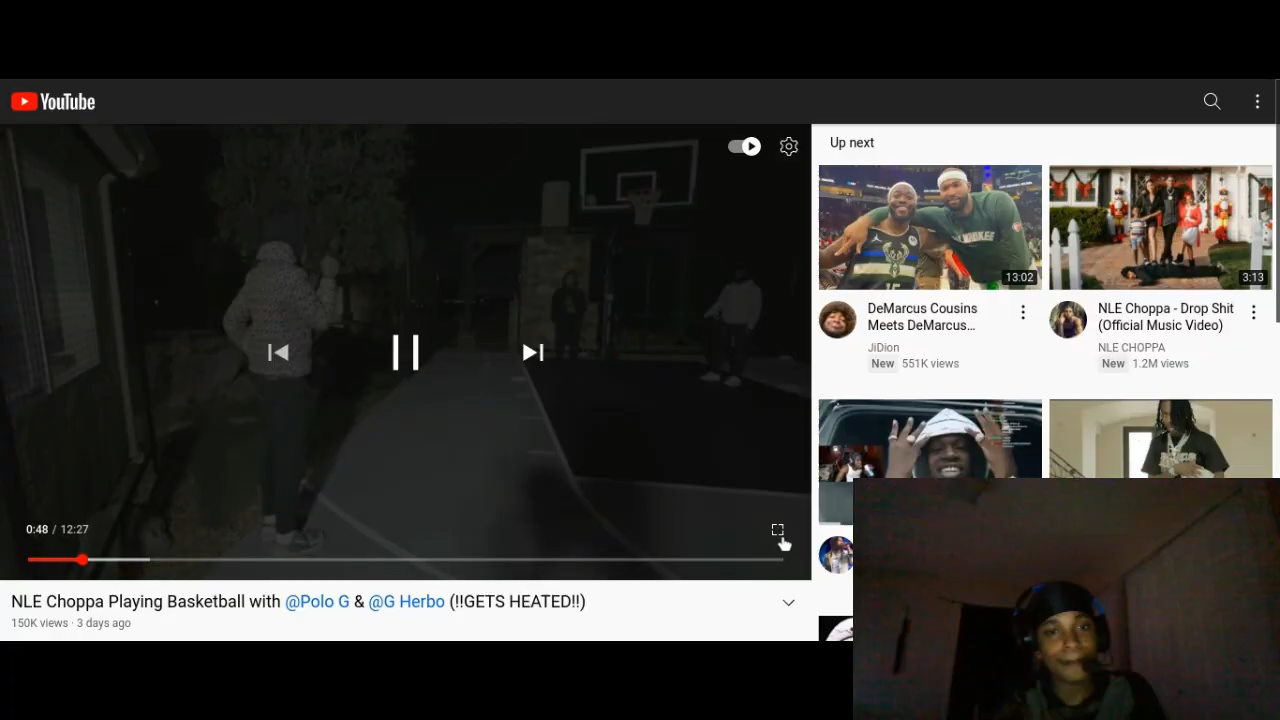 YouTube
Up next
13:02
3:13
DeMarcus Cousins
Meets DeMarcus…
JiDion
New 551K views
NLE Choppa - Drop Shit
(Official Music Video)
NLE CHOPPA
New 1.2M views
0:48 / 12:27
NLE Choppa Playing Basketball with @Polo G & @G Herbo (!!GETS HEATED!!)
150K views · 3 days ago